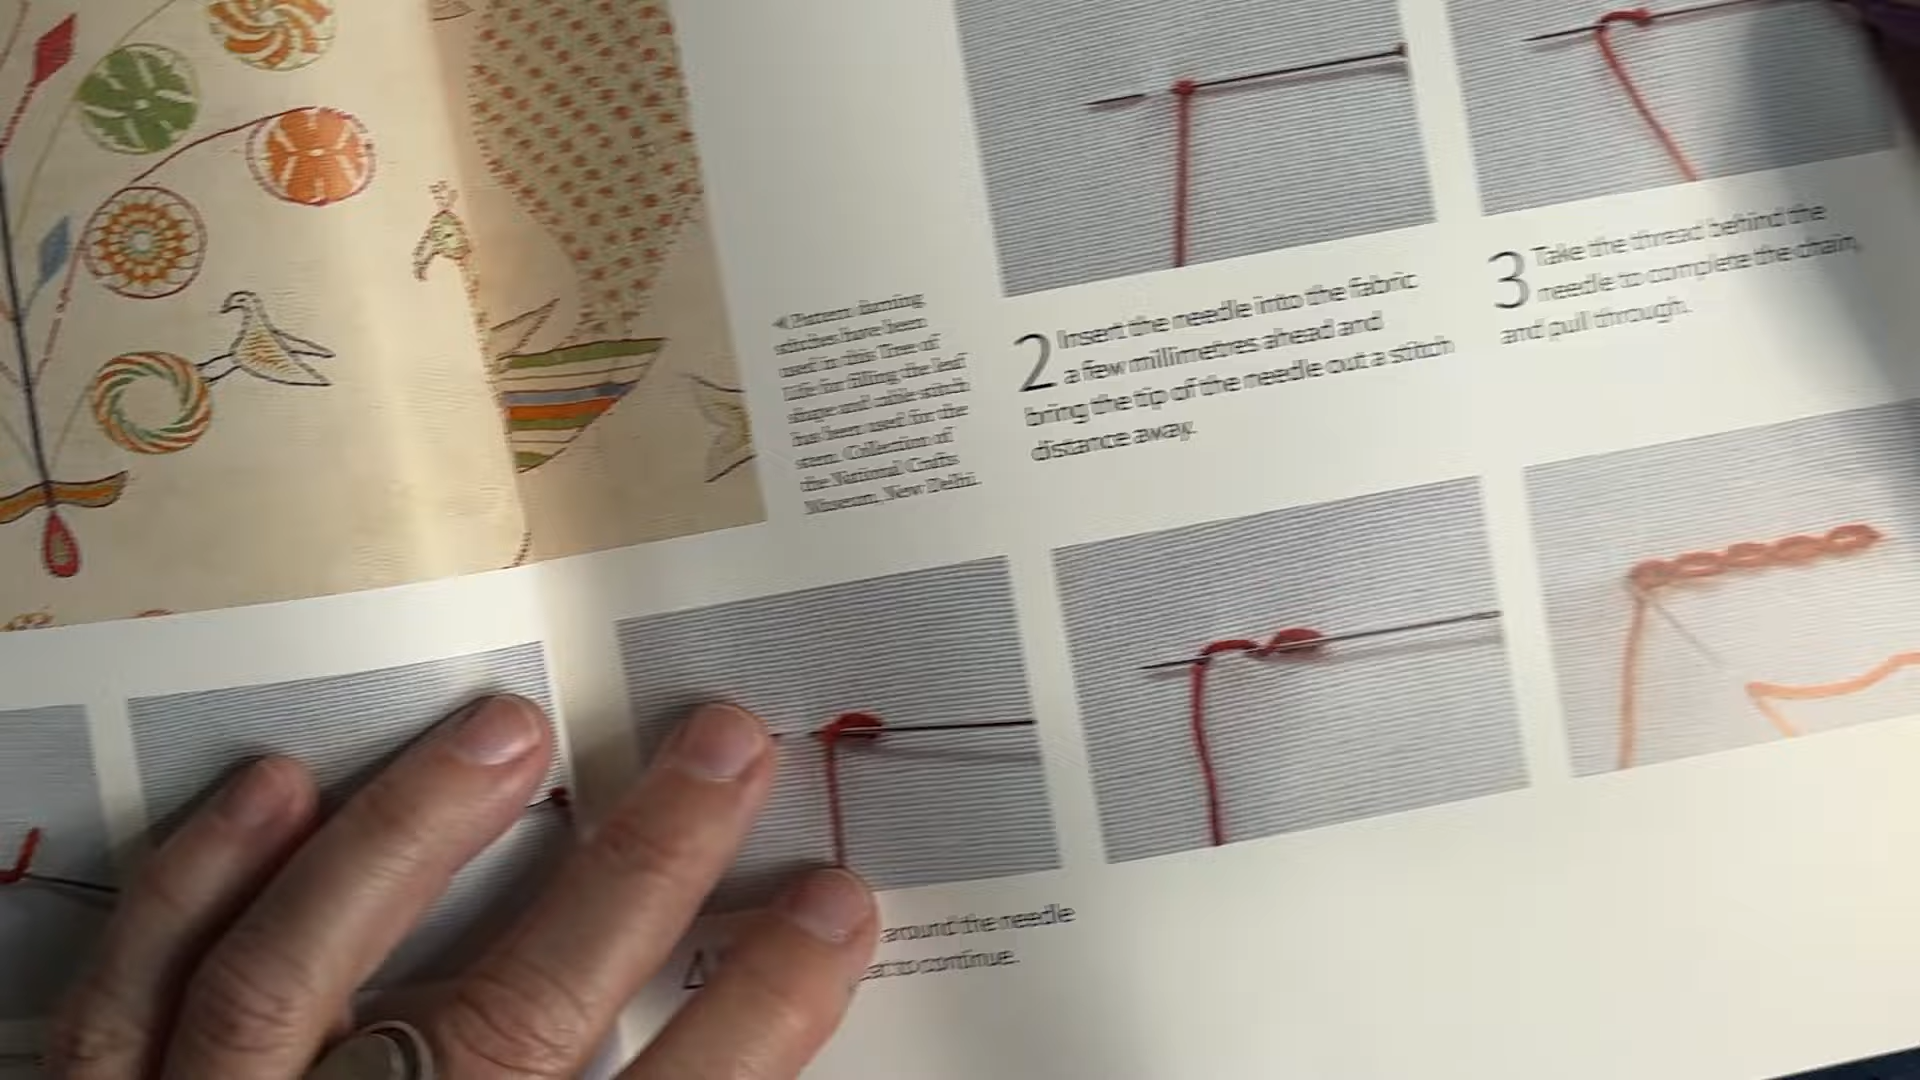 ◀ Pattern darning
stitches have been
used in this Tree of
Life for filling the leaf
shape and cable stitch
has been used for the
stem. Collection of
the National Crafts
Museum, New Delhi.
2 Insert the needle into the fabric
a few millimetres ahead and
bring the tip of the needle out a stitch
distance away.
3 Take the thread behind the
needle to complete the chain,
and pull through.
4 around the needle
to continue.